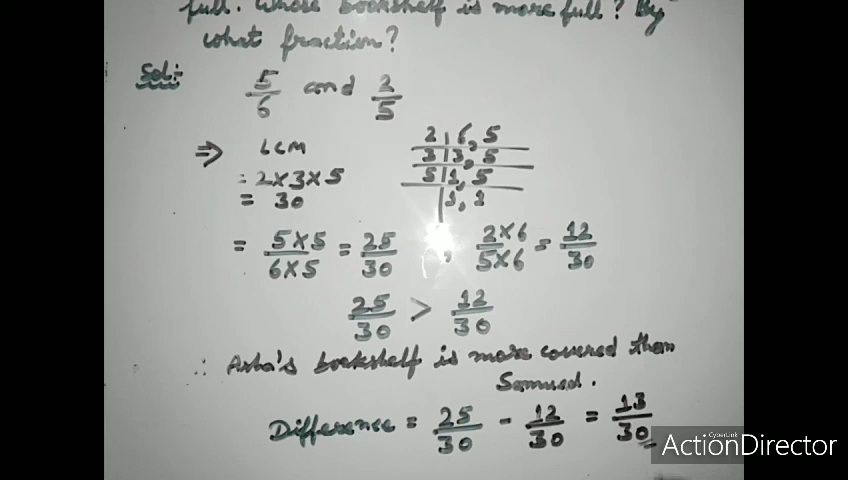 full. Whose bookshelf is more full? By
what fraction?
Sol:-
5/6 and 2/5
⇒ LCM
= 2×3×5
= 30
2 | 6, 5
3 | 3, 5
5 | 1, 5
| 1, 1
= 5×5/6×5 = 25/30 , 2×6/5×6 = 12/30
25/30 > 12/30
∴ Asha's bookshelf is more covered than
Samuel.
Difference = 25/30 - 12/30 = 13/30
CyberLink
ActionDirector